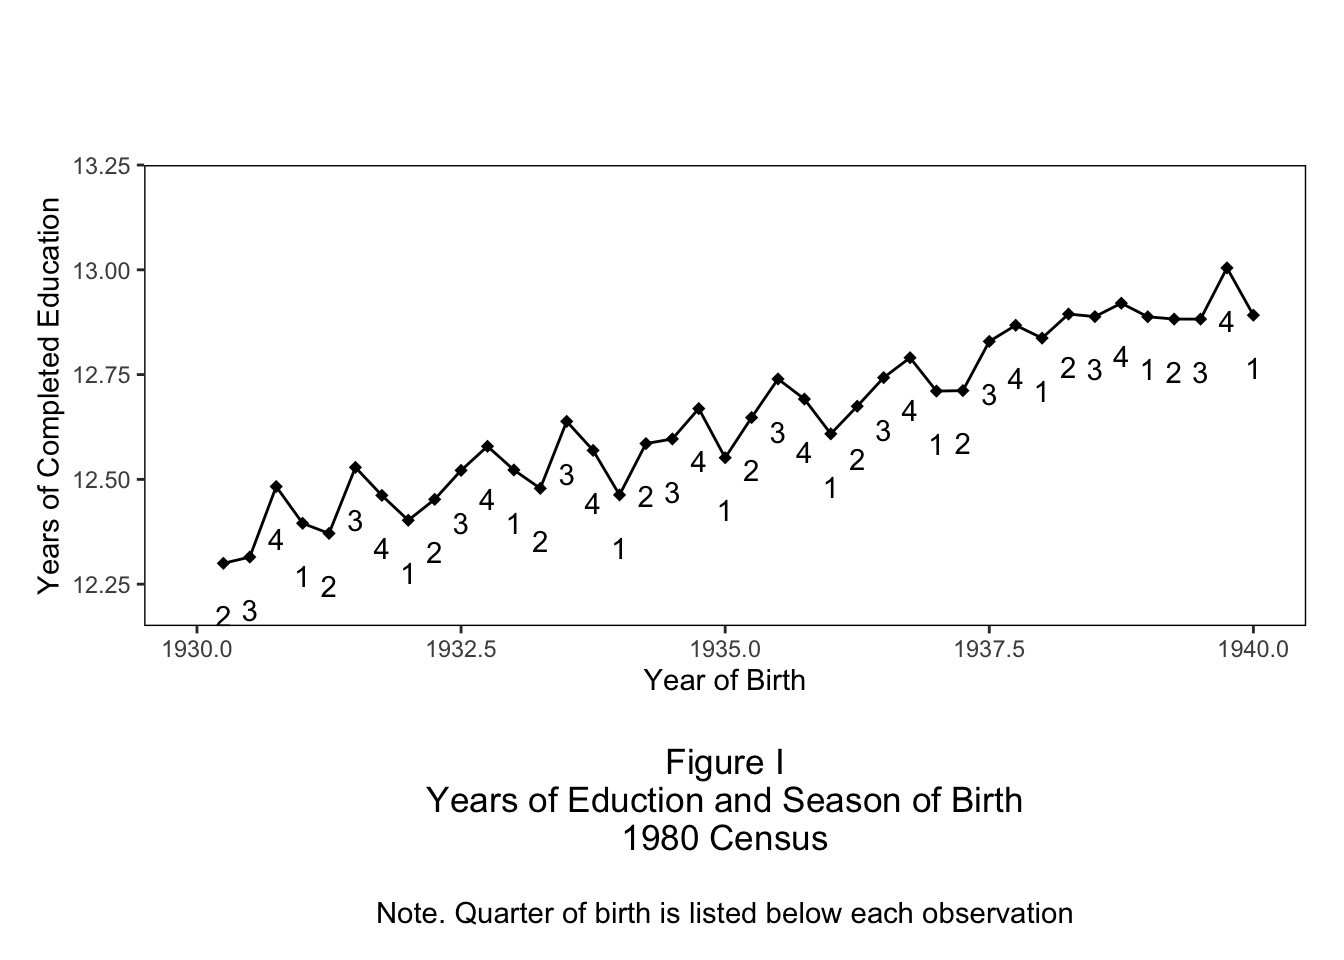 13.25
13.00
12.75
12.50
12.25
Years of Completed Education
2 3 4 1 2 3 4 1 2 3 4 1 2 3 4 1 2 3 4 1 2 3 4 1 2 3 4 1 2 3 4 1 2 3 4 1 2 3 4 1
1930.0 1932.5 1935.0 1937.5 1940.0
Year of Birth
Figure I
Years of Eduction and Season of Birth
1980 Census
Note. Quarter of birth is listed below each observation